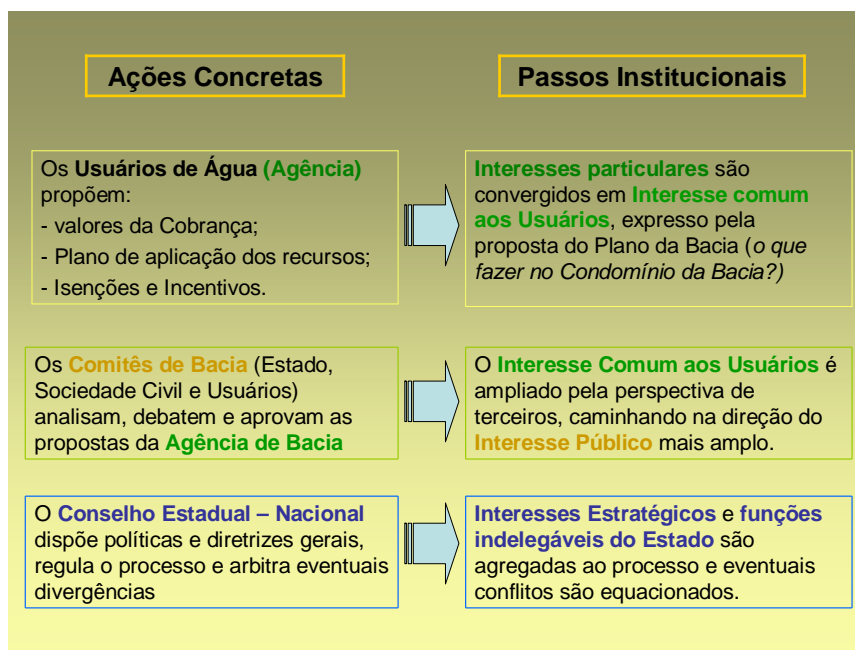 Ações Concretas
Passos Institucionais
Os Usuários de Água (Agência)
propõem:
- valores da Cobrança;
- Plano de aplicação dos recursos;
- Isenções e Incentivos.
Interesses particulares são
convergidos em Interesse comum
aos Usuários, expresso pela
proposta do Plano da Bacia (o que
fazer no Condomínio da Bacia?)
Os Comitês de Bacia (Estado,
Sociedade Civil e Usuários)
analisam, debatem e aprovam as
propostas da Agência de Bacia
O Interesse Comum aos Usuários é
ampliado pela perspectiva de
terceiros, caminhando na direção do
Interesse Público mais amplo.
O Conselho Estadual – Nacional
dispõe políticas e diretrizes gerais,
regula o processo e arbitra eventuais
divergências
Interesses Estratégicos e funções
indelegáveis do Estado são
agregadas ao processo e eventuais
conflitos são equacionados.